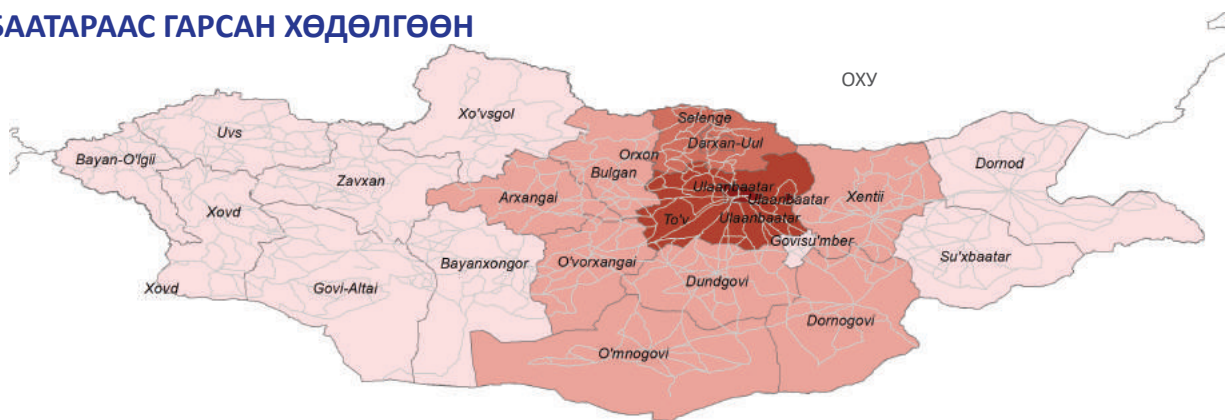 БААТАРААС ГАРСАН ХӨДӨЛГӨӨН
ОХУ
Xo'vsgol
Selenge
Uvs
Darxan-Uul
Bayan-O'lgii
Orxon
Dornod
Bulgan
Zavxan
Ulaanbaatar
Xentii
Arxangai
Ulaanbaatar
Xovd
To'v
Ulaanbaatar
Govisu'mber
Su'xbaatar
O'vorxangai
Bayanxongor
Dundgovi
Xovd
Govi-Altai
Dornogovi
O'mnogovi